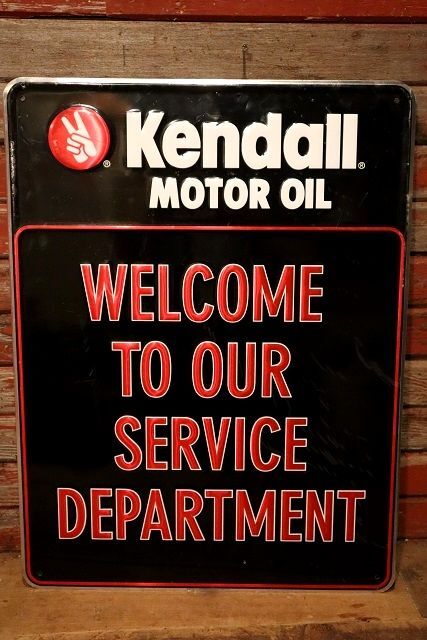 Kendall®
MOTOR OIL
WELCOME
TO OUR
SERVICE
DEPARTMENT